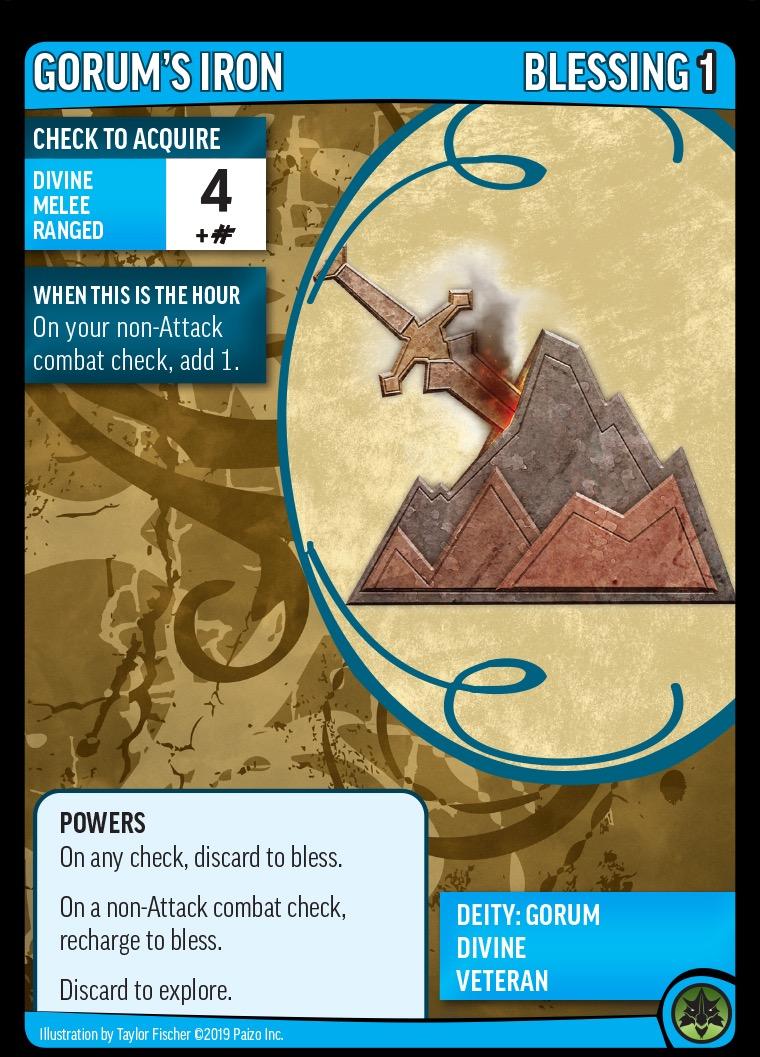 GORUM'S IRON
BLESSING 1
CHECK TO ACQUIRE
DIVINE
MELEE
RANGED
4
+#
WHEN THIS IS THE HOUR
On your non-Attack
combat check, add 1.
POWERS
On any check, discard to bless.
On a non-Attack combat check,
recharge to bless.
Discard to explore.
DEITY: GORUM
DIVINE
VETERAN
Illustration by Taylor Fischer ©2019 Paizo Inc.